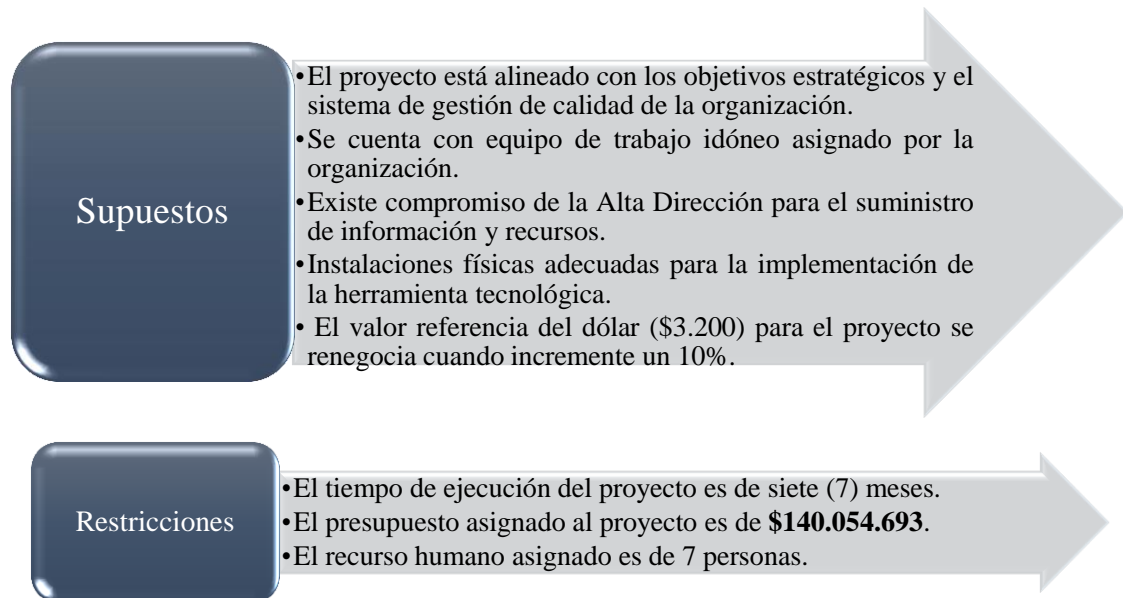 Supuestos
•El proyecto está alineado con los objetivos estratégicos y el
sistema de gestión de calidad de la organización.
•Se cuenta con equipo de trabajo idóneo asignado por la
organización.
•Existe compromiso de la Alta Dirección para el suministro
de información y recursos.
•Instalaciones físicas adecuadas para la implementación de
la herramienta tecnológica.
• El valor referencia del dólar ($3.200) para el proyecto se
renegocia cuando incremente un 10%.
Restricciones
•El tiempo de ejecución del proyecto es de siete (7) meses.
•El presupuesto asignado al proyecto es de $140.054.693.
•El recurso humano asignado es de 7 personas.